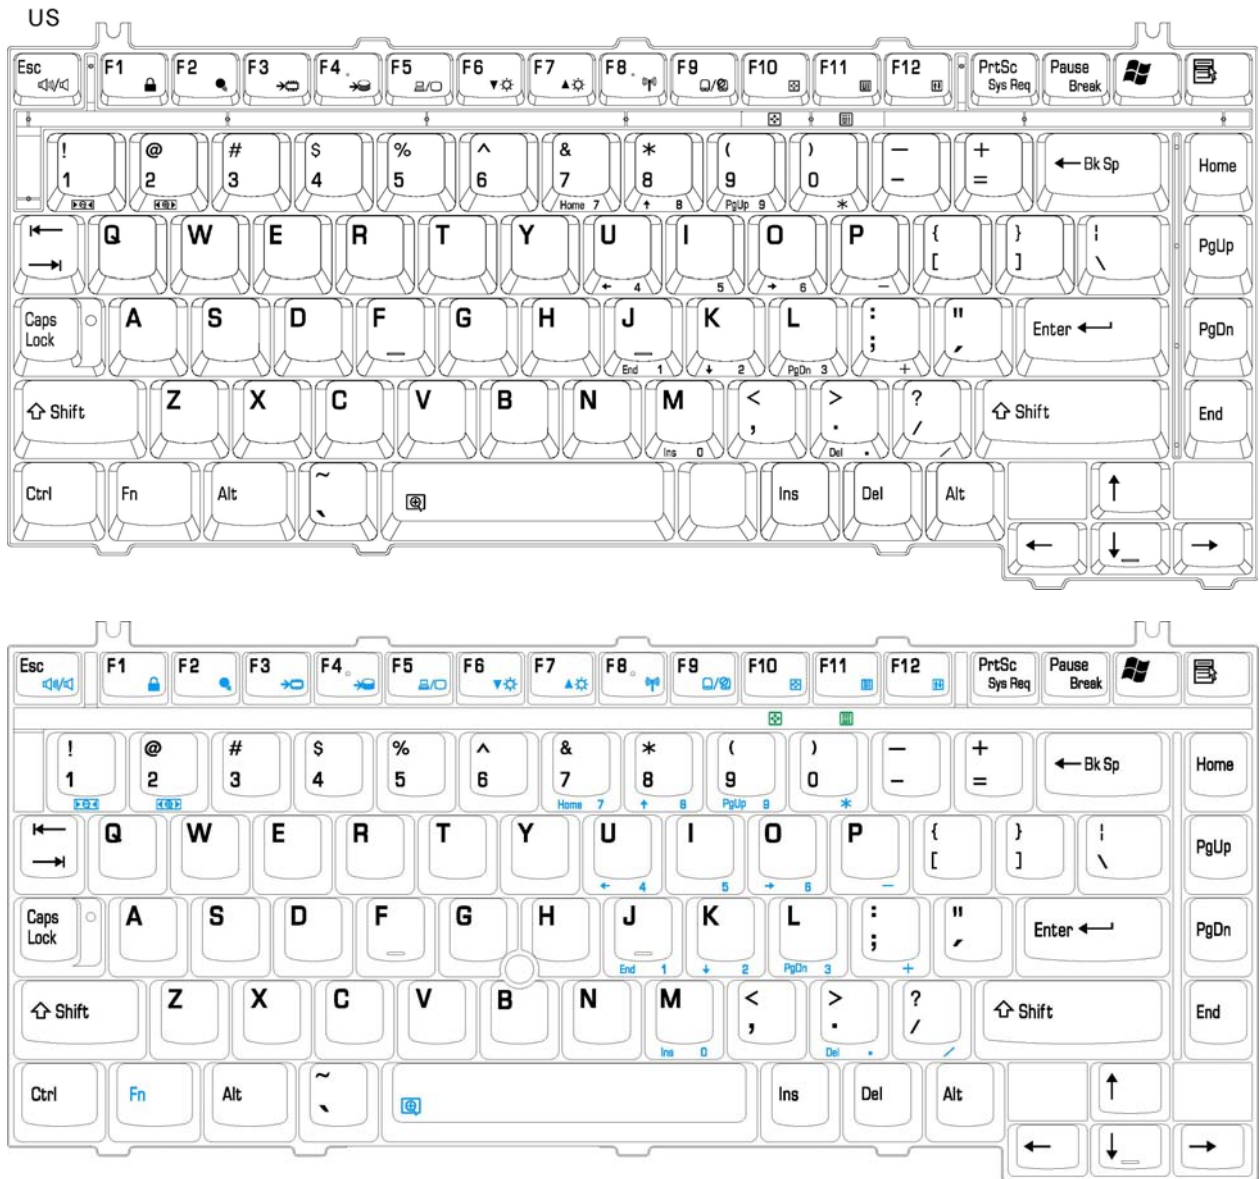 US
Esc F1 F2 F3 F4 F5 F6 F7 F8 F9 F10 F11 F12 PrtSc Pause
Sys Req Break
! @ # $ % ^ & * ( ) — +
1 2 3 4 5 6 7 8 9 0 - = ← Bk Sp Home
Home 7 ↑ 8 PgUp 9 *
Q W E R T Y U I O P { } ¦
[ ] \ PgUp
← 4 5 → 6 −
Caps A S D F G H J K L : "
Lock ; ′ Enter ← PgDn
End 1 ↓ 2 PgDn 3 +
⇧ Shift Z X C V B N M < > ? ⇧ Shift End
, . /
Ins 0 Del . /
Ctrl Fn Alt ~ Ins Del Alt ↑
`
← ↓ →
Esc F1 F2 F3 F4 F5 F6 F7 F8 F9 F10 F11 F12 PrtSc Pause
Sys Req Break
! @ # $ % ^ & * ( ) — +
1 2 3 4 5 6 7 8 9 0 - = ← Bk Sp Home
Home 7 ↑ 8 PgUp 9 *
Q W E R T Y U I O P { } ¦
[ ] \ PgUp
← 4 5 → 6 −
Caps A S D F G H J K L : "
Lock ; ′ Enter ← PgDn
End 1 ↓ 2 PgDn 3 +
⇧ Shift Z X C V B N M < > ? ⇧ Shift End
, . /
Ins 0 Del . /
Ctrl Fn Alt ~ Ins Del Alt ↑
`
← ↓ →